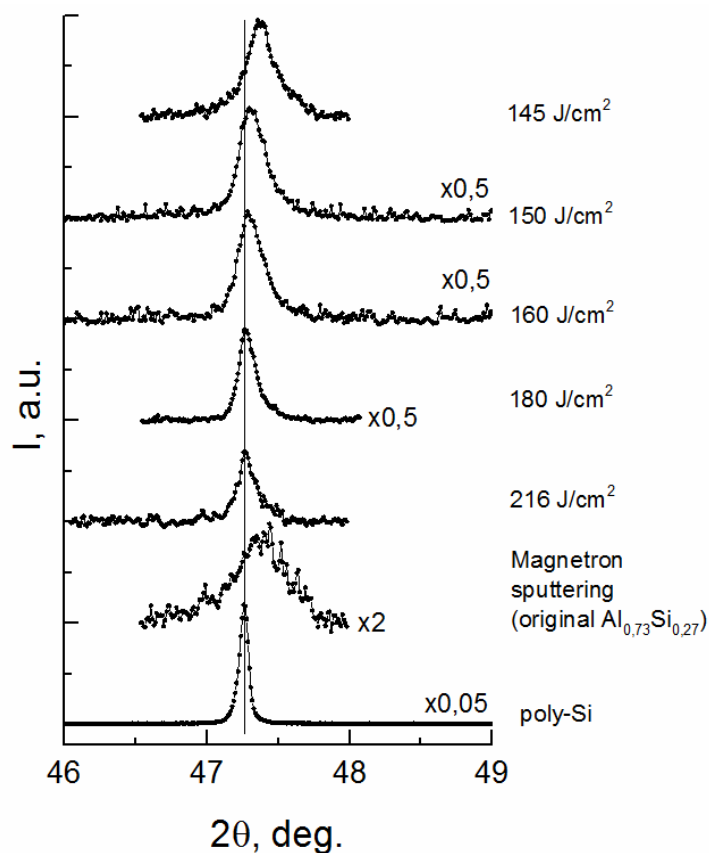 145 J/cm²
x0,5
150 J/cm²
x0,5
160 J/cm²
180 J/cm²
x0,5
I, a.u.
216 J/cm²
Magnetron
sputtering
(original Al₀,₇₃Si₀,₂₇)
x2
x0,05
poly-Si
46 47 48 49
2θ, deg.